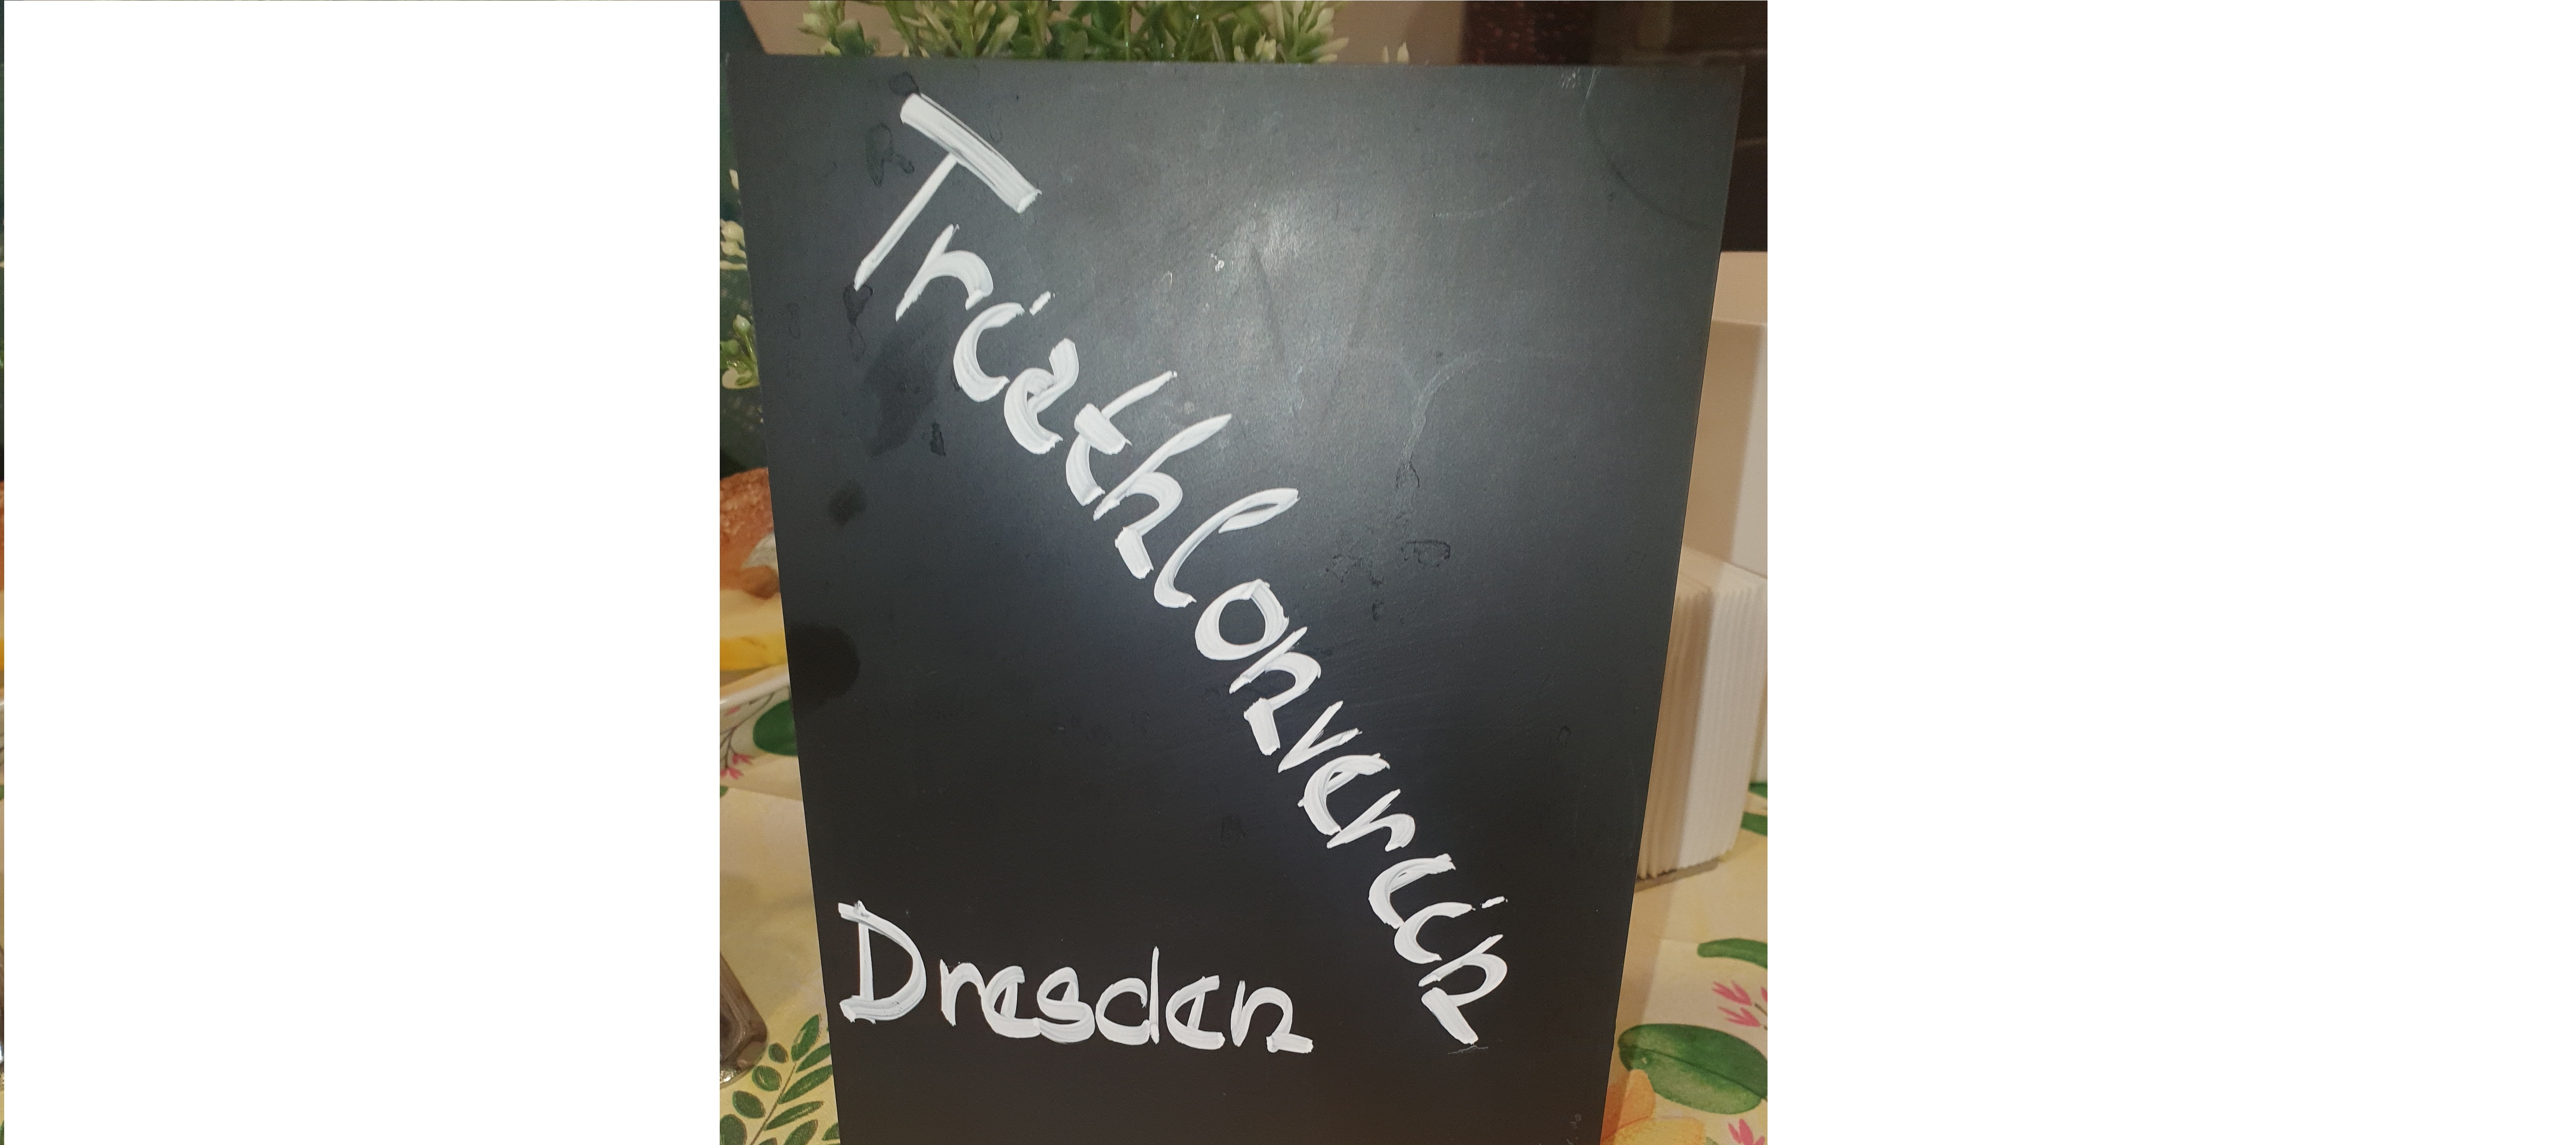 Triathlonverein
Dresden